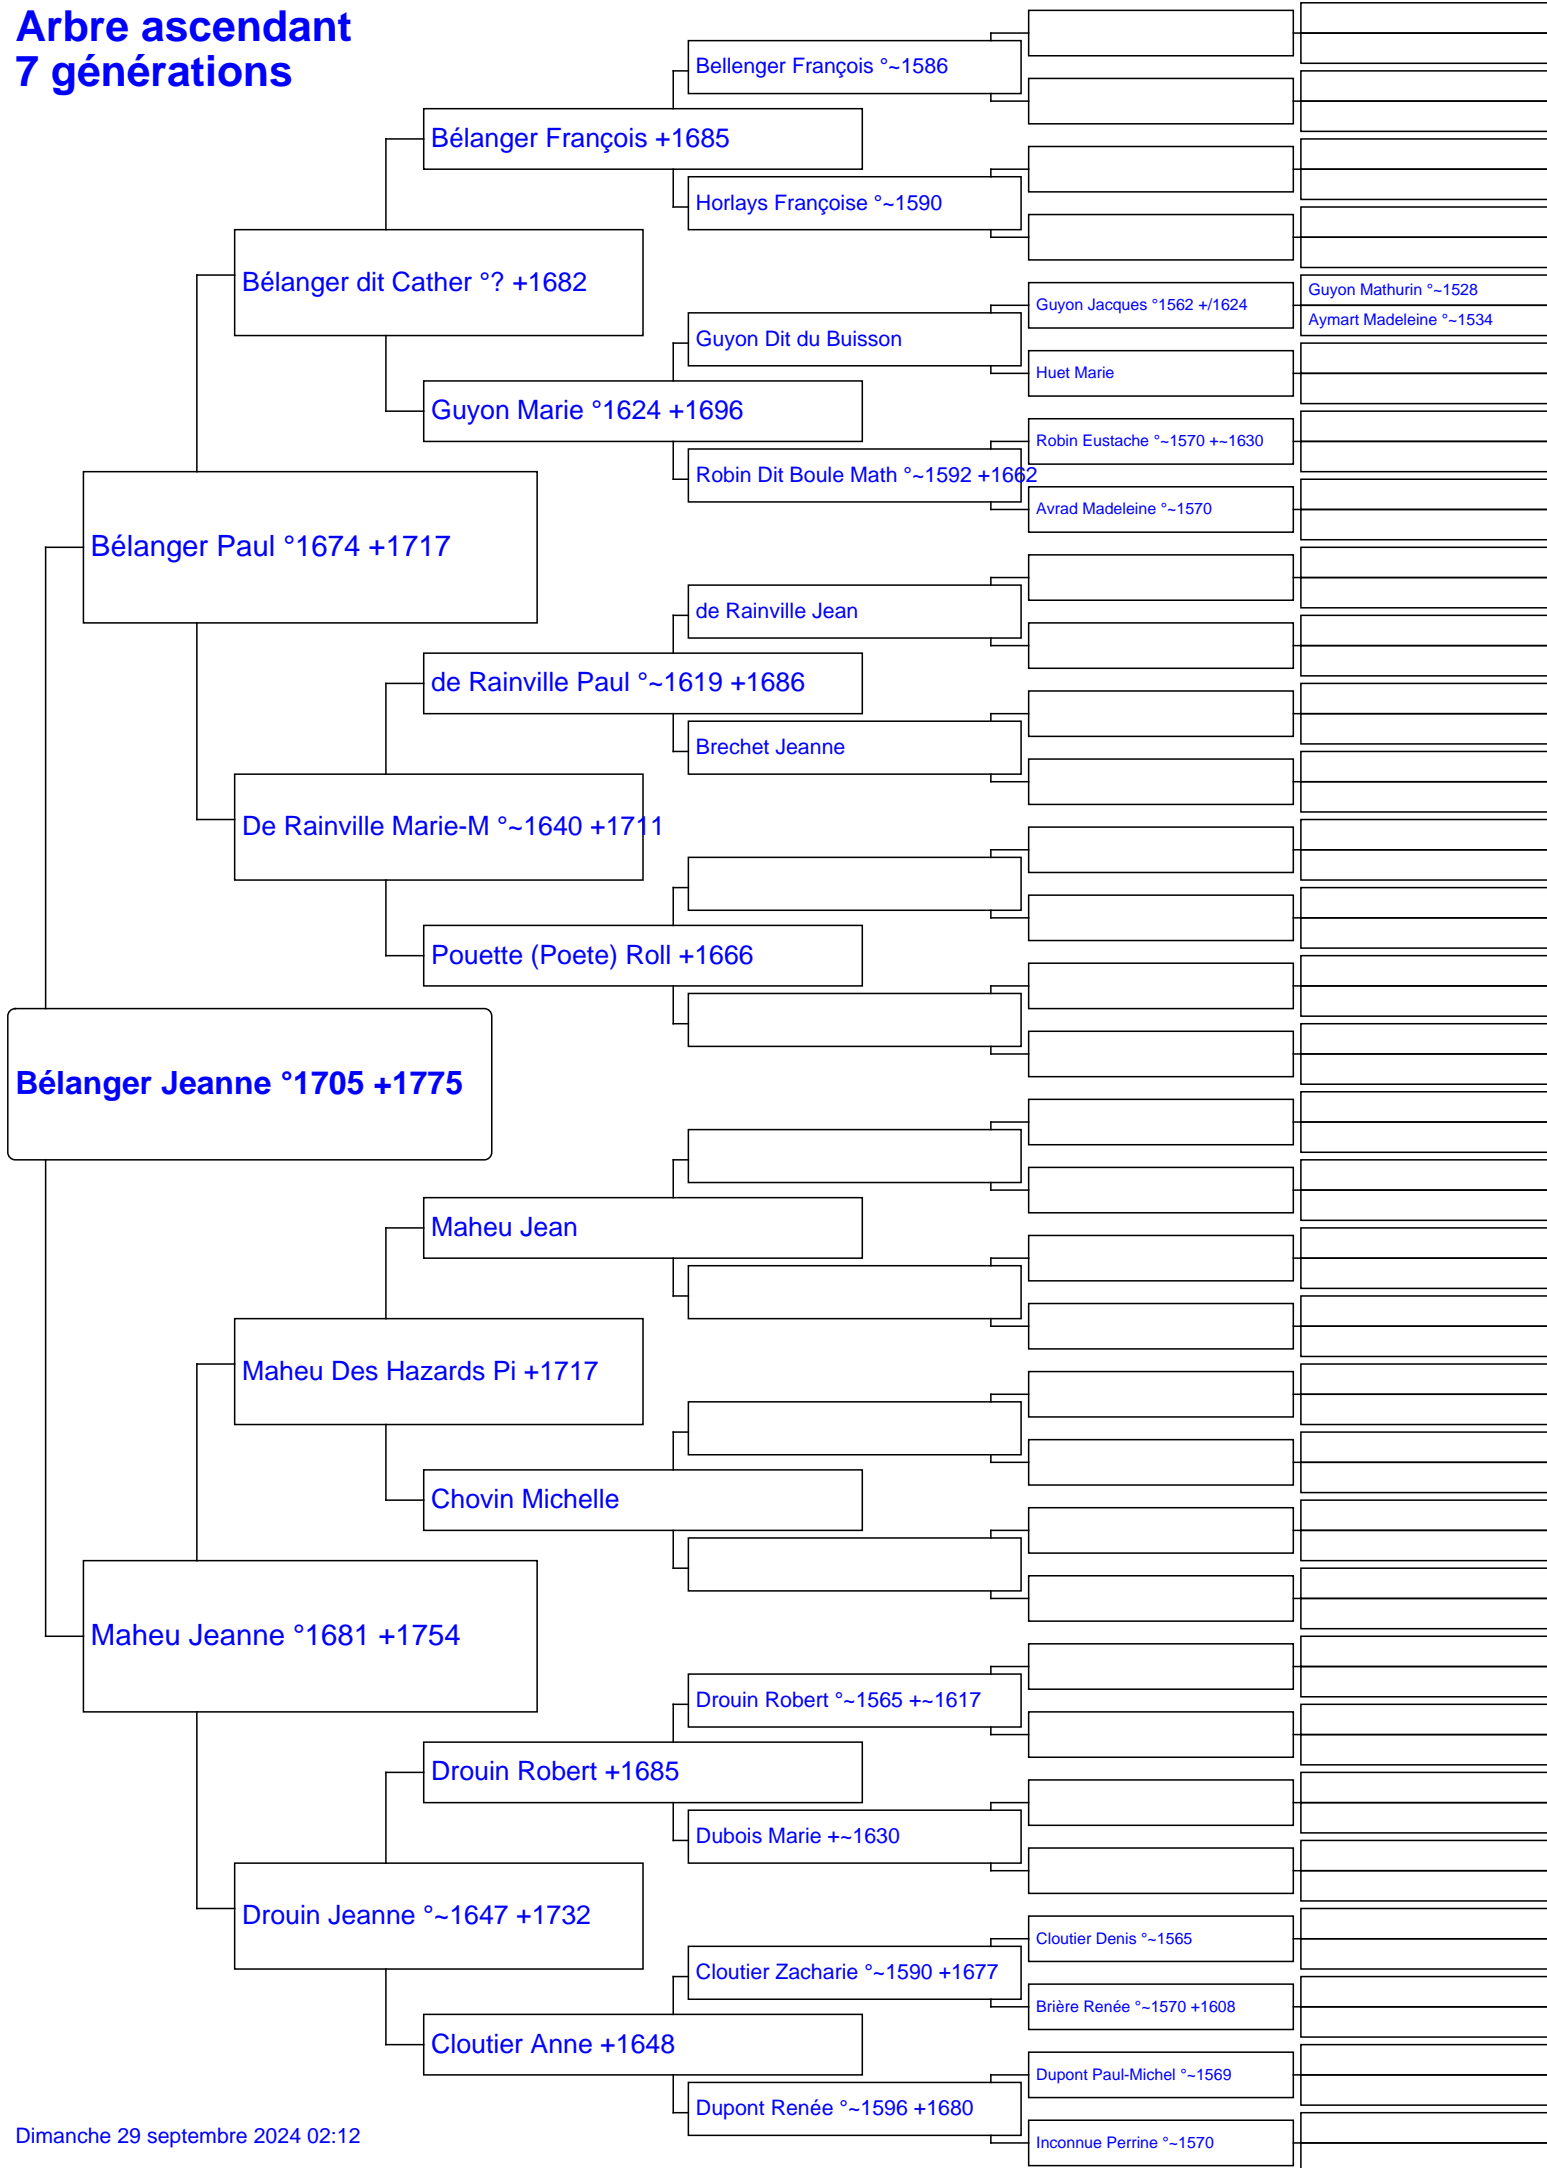 Arbre ascendant
7 générations
Bellenger François °~1586
Bélanger François +1685
Horlays Françoise °~1590
Bélanger dit Cather °? +1682
Guyon Mathurin °~1528
Guyon Jacques °1562 +/1624
Aymart Madeleine °~1534
Guyon Dit du Buisson
Huet Marie
Guyon Marie °1624 +1696
Robin Eustache °~1570 +~1630
Robin Dit Boule Math °~1592 +1662
Avrad Madeleine °~1570
Bélanger Paul °1674 +1717
de Rainville Jean
de Rainville Paul °~1619 +1686
Brechet Jeanne
De Rainville Marie-M °~1640 +1711
Pouette (Poete) Roll +1666
Bélanger Jeanne °1705 +1775
Maheu Jean
Maheu Des Hazards Pi +1717
Chovin Michelle
Maheu Jeanne °1681 +1754
Drouin Robert °~1565 +~1617
Drouin Robert +1685
Dubois Marie +~1630
Drouin Jeanne °~1647 +1732
Cloutier Denis °~1565
Cloutier Zacharie °~1590 +1677
Brière Renée °~1570 +1608
Cloutier Anne +1648
Dupont Paul-Michel °~1569
Dupont Renée °~1596 +1680
Inconnue Perrine °~1570
Dimanche 29 septembre 2024 02:12